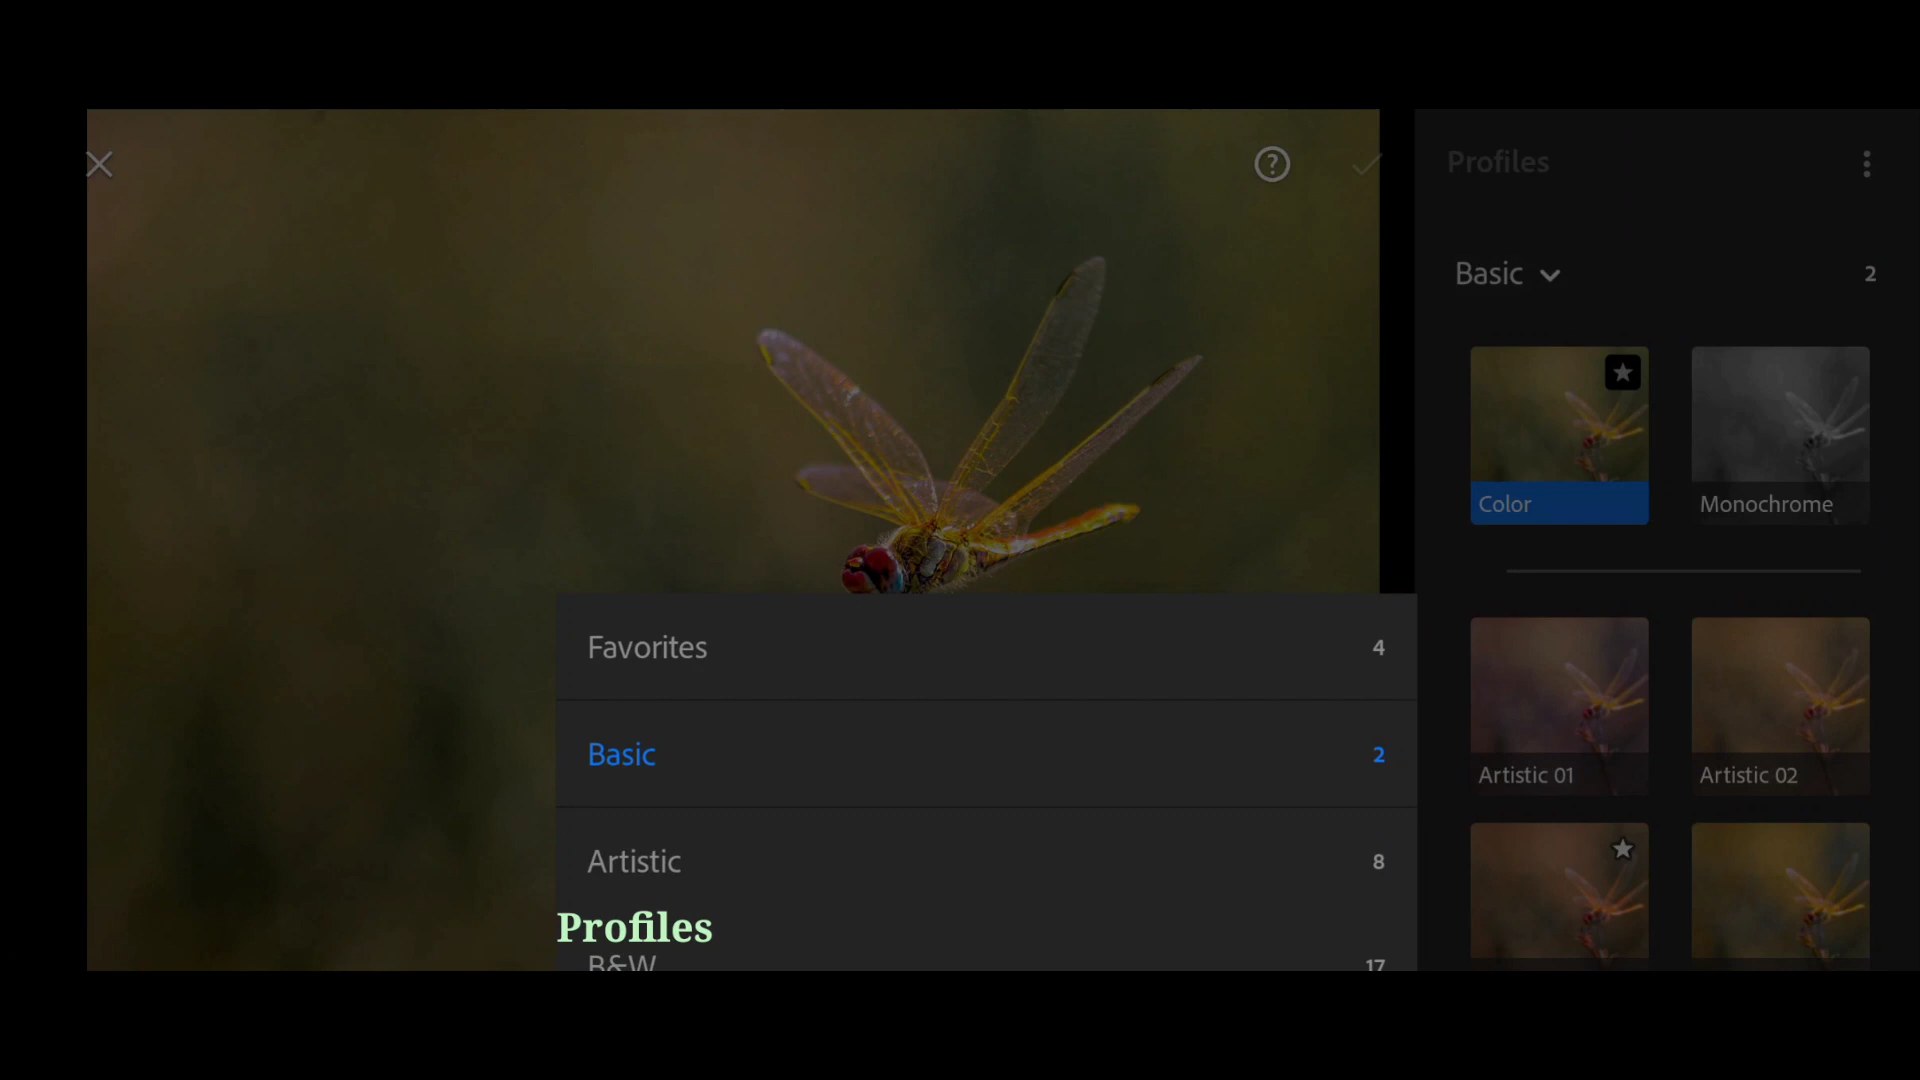 Profiles
Basic 2
Color
Monochrome
Artistic 01
Artistic 02
Favorites 4
Basic 2
Artistic 8
Profiles
B&W 17